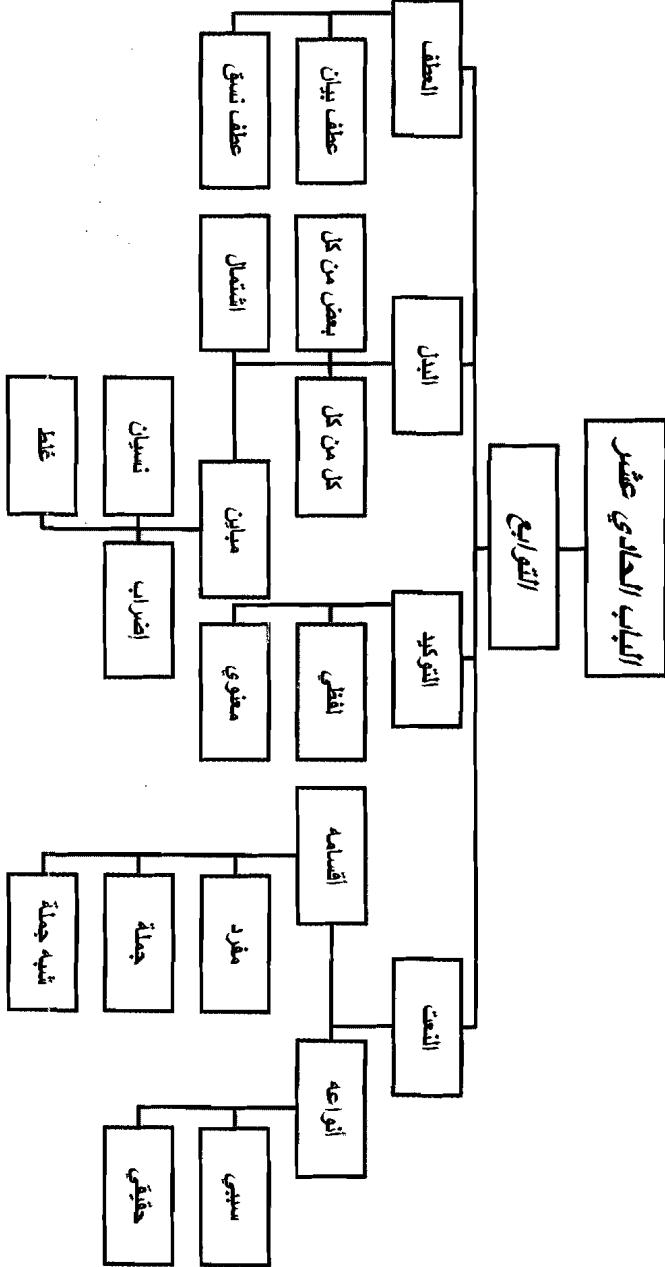 الباب الحادي عشر
التوابع
النعت
التوكيد
البدل
العطف
أنواعه
سببي
حقيقي
أقسامه
مفرد
جملة
شبه جملة
لفظي
معنوي
كل من كل
بعض من كل
مباين
اشتمال
اضراب
نسيان
غلط
عطف بيان
عطف نسق